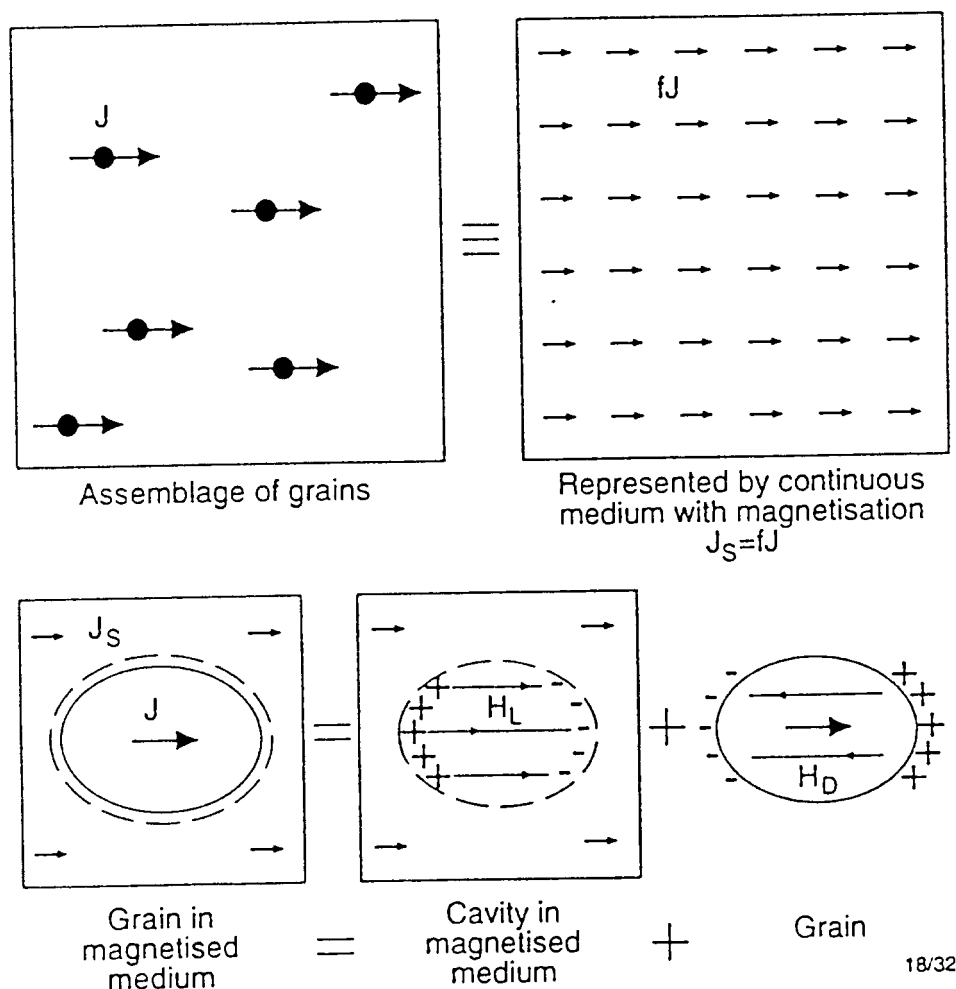 J
fJ
Assemblage of grains
Represented by continuous
medium with magnetisation
J_S=fJ
J_S
J
H_L
H_D
Grain in
magnetised
medium
=
Cavity in
magnetised
medium
+
Grain
18/32